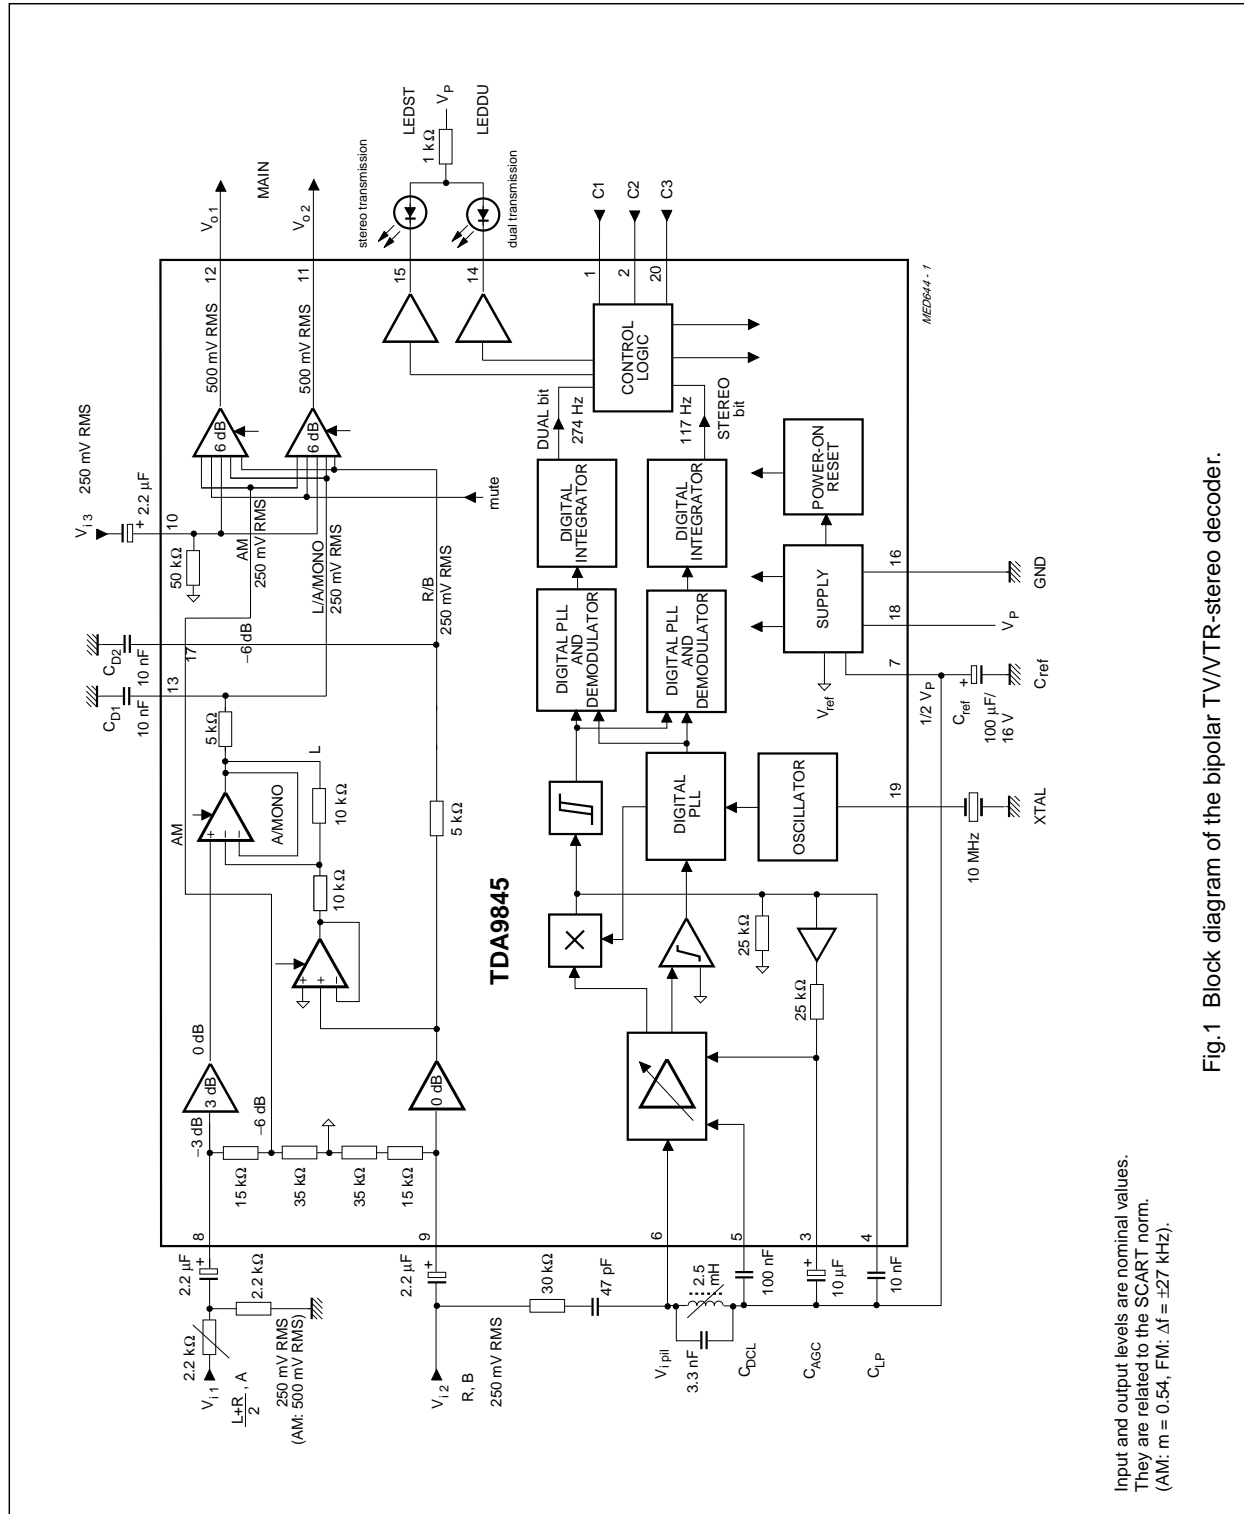 V i 3
250 mV RMS
+ 2.2 µF
10
50 kΩ
CD2
10 nF
17
CD1
10 nF
13
–6 dB
5 kΩ
AM
250 mV RMS
L/A/MONO
250 mV RMS
R/B
250 mV RMS
mute
6 dB
6 dB
500 mV RMS
500 mV RMS
12
11
V o 1
V o 2
MAIN
AM
L
A/MONO
+
–
–
10 kΩ
10 kΩ
+
+
–
5 kΩ
0 dB
3 dB
–3 dB
–6 dB
0 dB
15 kΩ
35 kΩ
35 kΩ
15 kΩ
8
9
2.2 µF
+
2.2 kΩ
2.2 kΩ
V i 1
L+R
2
, A
250 mV RMS
(AM: 500 mV RMS)
2.2 µF
+
V i 2
R, B
250 mV RMS
30 kΩ
47 pF
TDA9845
15
14
stereo transmission
dual transmission
LEDST
LEDDU
1 kΩ
VP
1
2
20
C1
C2
C3
CONTROL
LOGIC
DUAL bit
274 Hz
117 Hz
STEREO
bit
DIGITAL
INTEGRATOR
DIGITAL
INTEGRATOR
DIGITAL PLL
AND
DEMODULATOR
DIGITAL PLL
AND
DEMODULATOR
DIGITAL
PLL
OSCILLATOR
POWER-ON
RESET
SUPPLY
Vref
25 kΩ
25 kΩ
6
5
3
4
V i pil
3.3 nF
2.5
mH
CDCL
100 nF
CAGC
+
10 µF
CLP
10 nF
19
10 MHz
XTAL
7
1/2 VP
Cref
+
100 µF/
16 V
Cref
18
VP
16
GND
MED644 - 1
Input and output levels are nominal values.
They are related to the SCART norm.
(AM: m = 0.54, FM: Δf = ±27 kHz).
Fig.1 Block diagram of the bipolar TV/VTR-stereo decoder.